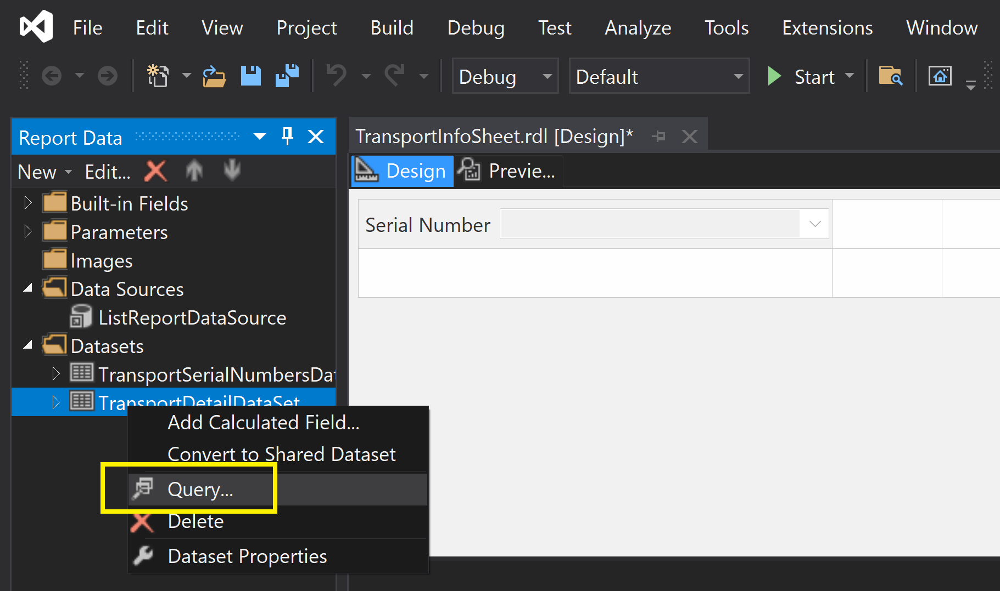 File Edit View Project Build Debug Test Analyze Tools Extensions Window
Debug Default Start
Report Data
TransportInfoSheet.rdl [Design]*
New Edit...
Design Previe...
Built-in Fields
Parameters
Images
Data Sources
ListReportDataSource
Datasets
TransportSerialNumbersDat
TransportDetailDataSet
Serial Number
Add Calculated Field...
Convert to Shared Dataset
Query...
Delete
Dataset Properties